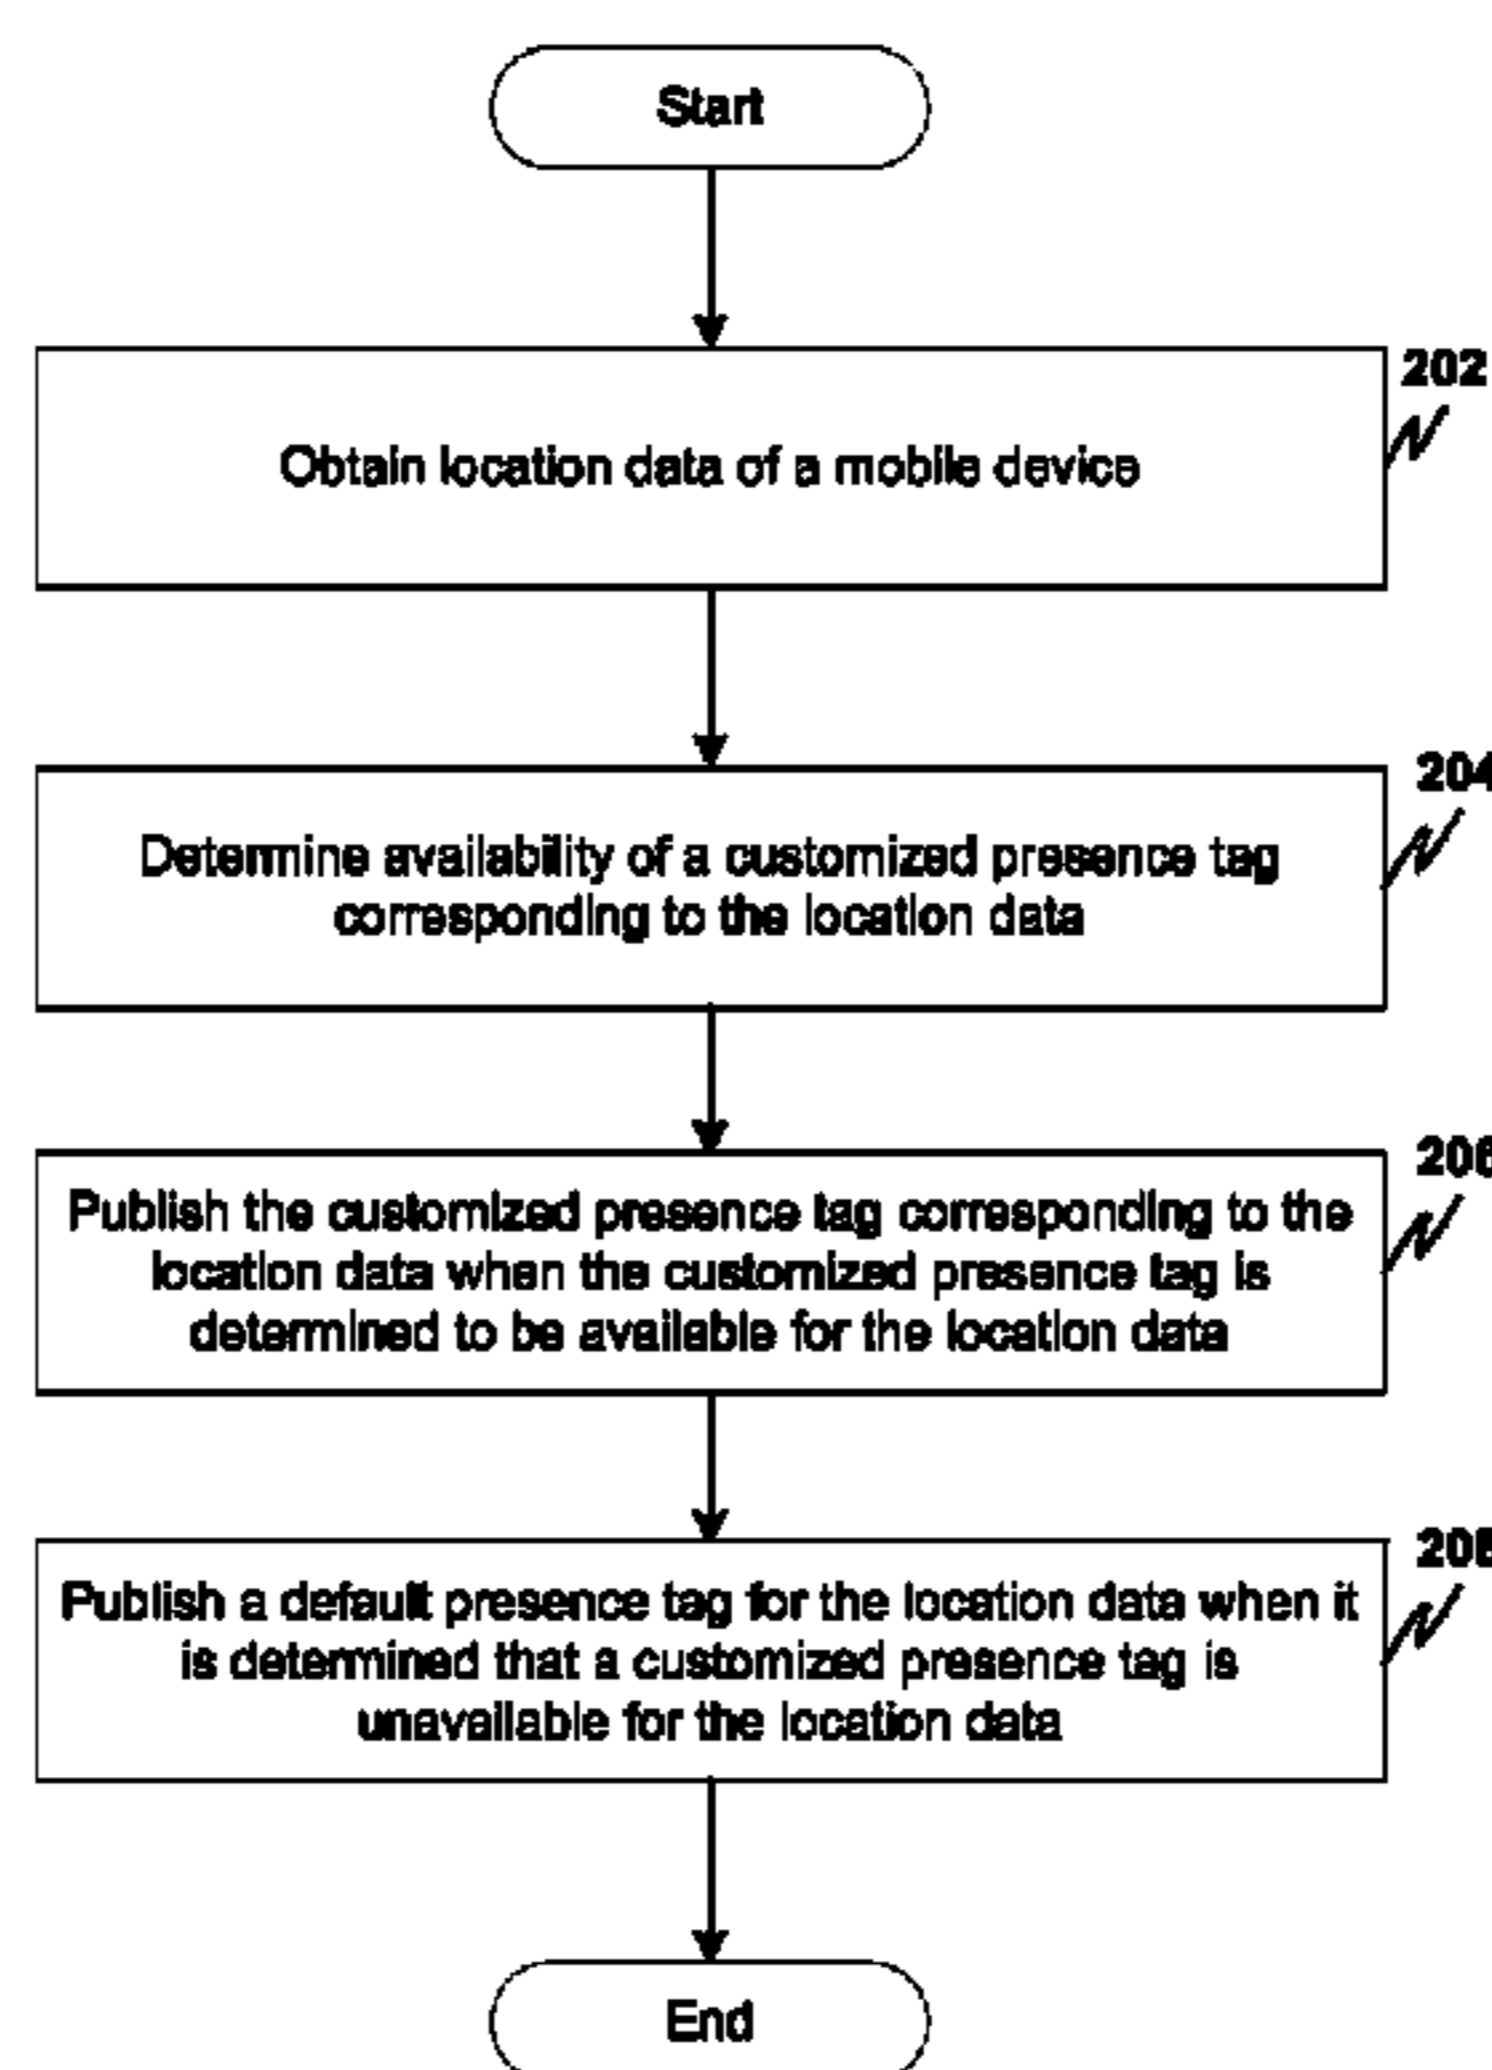 Start
202
Obtain location data of a mobile device
204
Determine availability of a customized presence tag
corresponding to the location data
206
Publish the customized presence tag corresponding to the
location data when the customized presence tag is
determined to be available for the location data
208
Publish a default presence tag for the location data when it
is determined that a customized presence tag is
unavailable for the location data
End